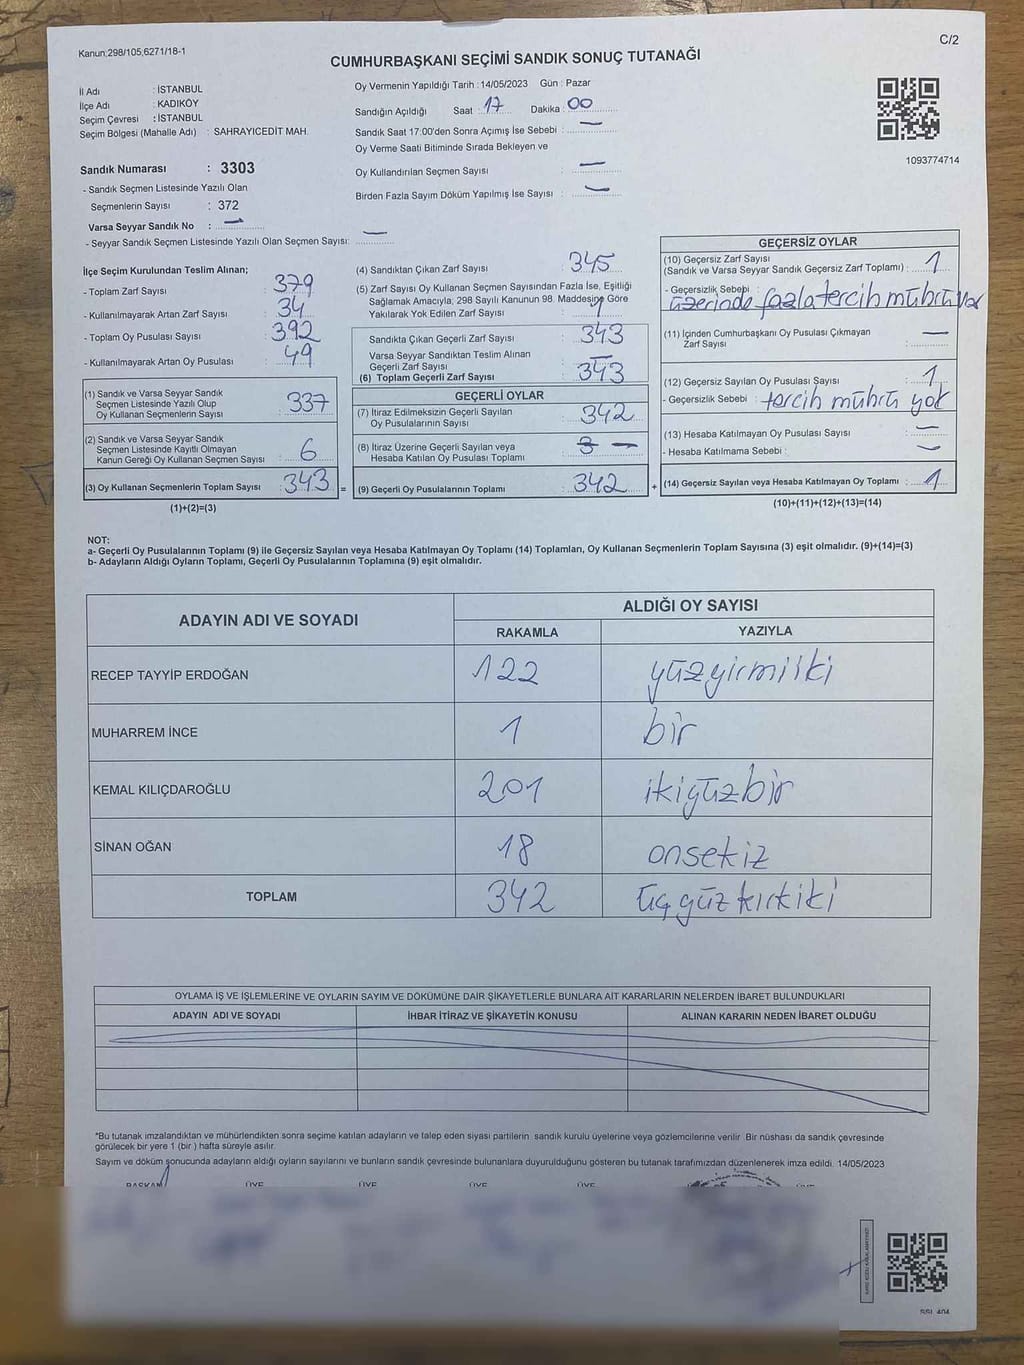 Kanun;298/105,6271/18-1
C/2
CUMHURBAŞKANI SEÇİMİ SANDIK SONUÇ TUTANAĞI
İl Adı : İSTANBUL
İlçe Adı : KADIKÖY
Seçim Çevresi : İSTANBUL
Seçim Bölgesi (Mahalle Adı) : SAHRAYICEDİT MAH.
Sandık Numarası : 3303
- Sandık Seçmen Listesinde Yazılı Olan
Seçmenlerin Sayısı : 372
Varsa Seyyar Sandık No : —
- Seyyar Sandık Seçmen Listesinde Yazılı Olan Seçmen Sayısı: —
Oy Vermenin Yapıldığı Tarih : 14/05/2023 Gün : Pazar
Sandığın Açıldığı Saat : 17 Dakika : 00
Sandık Saat 17:00'den Sonra Açımış İse Sebebi : —
Oy Verme Saati Bitiminde Sırada Bekleyen ve
Oy Kullandırılan Seçmen Sayısı : —
Birden Fazla Sayım Döküm Yapılmış İse Sayısı : —
1093774714
İlçe Seçim Kurulundan Teslim Alınan;
- Toplam Zarf Sayısı : 379
- Kullanılmayarak Artan Zarf Sayısı : 34
- Toplam Oy Pusulası Sayısı : 392
- Kullanılmayarak Artan Oy Pusulası : 49
(1) Sandık ve Varsa Seyyar Sandık
Seçmen Listesinde Yazılı Olup
Oy Kullanan Seçmenlerin Sayısı : 337
(2) Sandık ve Varsa Seyyar Sandık
Seçmen Listesinde Kayıtlı Olmayan
Kanun Gereği Oy Kullanan Seçmen Sayısı : 6
(3) Oy Kullanan Seçmenlerin Toplam Sayısı : 343 =
(1)+(2)=(3)
(4) Sandıktan Çıkan Zarf Sayısı : 345
(5) Zarf Sayısı Oy Kullanan Seçmen Sayısından Fazla İse, Eşitliği
Sağlamak Amacıyla, 298 Sayılı Kanunun 98. Maddesine Göre
Yakılarak Yok Edilen Zarf Sayısı : 1
Sandıkta Çıkan Geçerli Zarf Sayısı : 343
Varsa Seyyar Sandıktan Teslim Alınan
Geçerli Zarf Sayısı : —
(6) Toplam Geçerli Zarf Sayısı : 343
GEÇERLİ OYLAR
(7) İtiraz Edilmeksizin Geçerli Sayılan
Oy Pusulalarının Sayısı : 342
(8) İtiraz Üzerine Geçerli Sayılan veya
Hesaba Katılan Oy Pusulası Toplamı : —
(9) Geçerli Oy Pusulalarının Toplamı : 342 +
GEÇERSİZ OYLAR
(10) Geçersiz Zarf Sayısı
(Sandık ve Varsa Seyyar Sandık Geçersiz Zarf Toplamı) : 1
- Geçersizlik Sebebi :
üzerinde fazla tercih mührü var
(11) İçinden Cumhurbaşkanı Oy Pusulası Çıkmayan
Zarf Sayısı : —
(12) Geçersiz Sayılan Oy Pusulası Sayısı : 1
- Geçersizlik Sebebi : tercih mührü yok
(13) Hesaba Katılmayan Oy Pusulası Sayısı : —
- Hesaba Katılmama Sebebi : —
(14) Geçersiz Sayılan veya Hesaba Katılmayan Oy Toplamı : 1
(10)+(11)+(12)+(13)=(14)
NOT:
a- Geçerli Oy Pusulalarının Toplamı (9) ile Geçersiz Sayılan veya Hesaba Katılmayan Oy Toplamı (14) Toplamları, Oy Kullanan Seçmenlerin Toplam Sayısına (3) eşit olmalıdır. (9)+(14)=(3)
b- Adayların Aldığı Oyların Toplamı, Geçerli Oy Pusulalarının Toplamına (9) eşit olmalıdır.
ADAYIN ADI VE SOYADI
ALDIĞI OY SAYISI
RAKAMLA YAZIYLA
RECEP TAYYİP ERDOĞAN 122 yüzyirmiiki
MUHARREM İNCE 1 bir
KEMAL KILIÇDAROĞLU 201 ikiyüzbir
SİNAN OĞAN 18 onsekiz
TOPLAM 342 üçyüzkırkiki
OYLAMA İŞ VE İŞLEMLERİNE VE OYLARIN SAYIM VE DÖKÜMÜNE DAİR ŞİKAYETLERLE BUNLARA AİT KARARLARIN NELERDEN İBARET BULUNDUKLARI
ADAYIN ADI VE SOYADI İHBAR İTİRAZ VE ŞİKAYETİN KONUSU ALINAN KARARIN NEDEN İBARET OLDUĞU
*Bu tutanak imzalandıktan ve mühürlendikten sonra seçime katılan adayların ve talep eden siyasi partilerin sandık kurulu üyelerine veya gözlemcilerine verilir. Bir nüshası da sandık çevresinde
görülecek bir yere 1 (bir) hafta süreyle asılır.
Sayım ve döküm sonucunda adayların aldığı oyların sayılarını ve bunların sandık çevresinde bulunanlara duyurulduğunu gösteren bu tutanak tarafımızdan düzenlenerek imza edildi. 14/05/2023
BAŞKAN ÜYE ÜYE ÜYE ÜYE